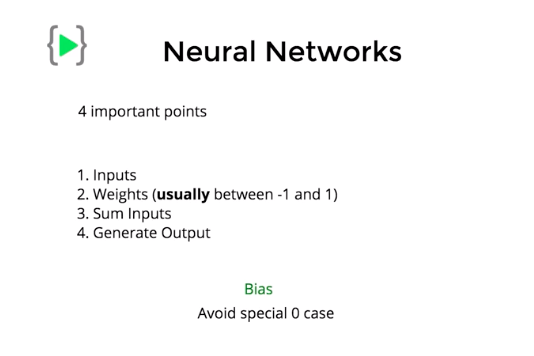 Neural Networks
4 important points
1. Inputs
2. Weights (usually between -1 and 1)
3. Sum Inputs
4. Generate Output
Bias
Avoid special 0 case